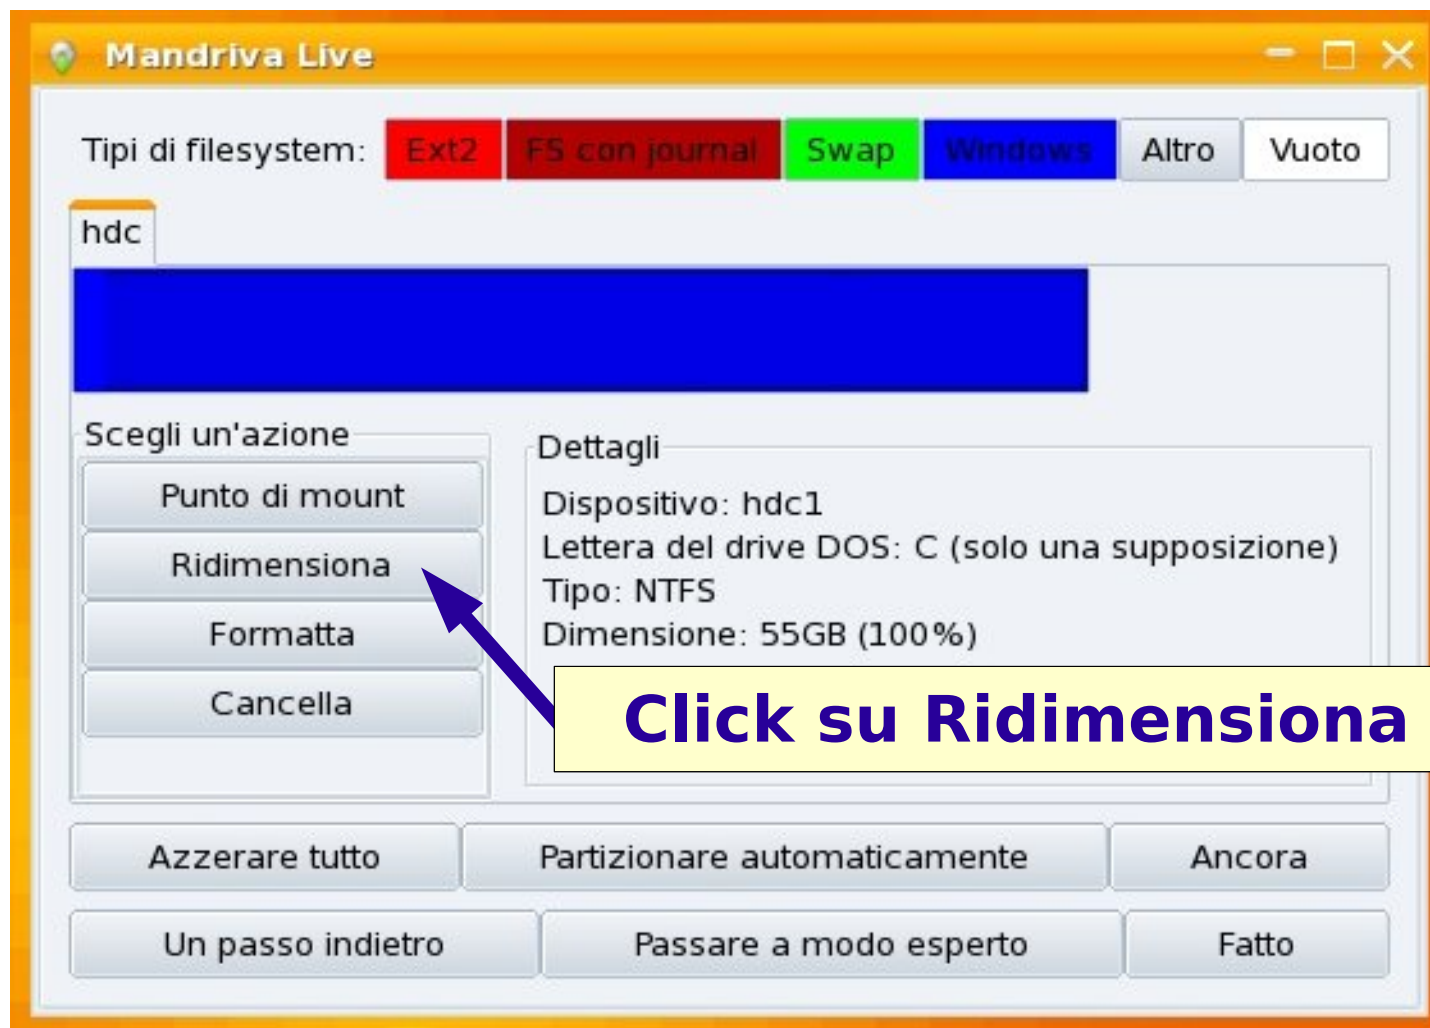 Mandriva Live
Tipi di filesystem: Ext2 FS con journal Swap Windows Altro Vuoto
hdc
Scegli un'azione
Punto di mount
Ridimensiona
Formatta
Cancella
Dettagli
Dispositivo: hdc1
Lettera del drive DOS: C (solo una supposizione)
Tipo: NTFS
Dimensione: 55GB (100%)
Click su Ridimensiona
Azzerare tutto Partizionare automaticamente Ancora
Un passo indietro Passare a modo esperto Fatto